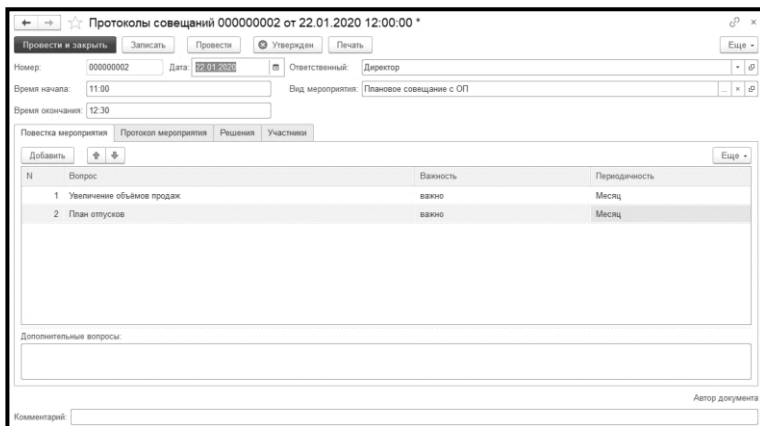 Протоколы совещаний 000000002 от 22.01.2020 12:00:00 *
Провести и закрыть Записать Провести Утвержден Печать Еще
Номер: 000000002 Дата: 22.01.2020 Ответственный: Директор
Время начала: 11:00 Вид мероприятия: Плановое совещание с ОП
Время окончания: 12:30
Повестка мероприятия Протокол мероприятия Решения Участники
Добавить Еще
N Вопрос Важность Периодичность
1 Увеличение объёмов продаж важно Месяц
2 План отпусков важно Месяц
Дополнительные вопросы:
Автор документа
Комментарий: